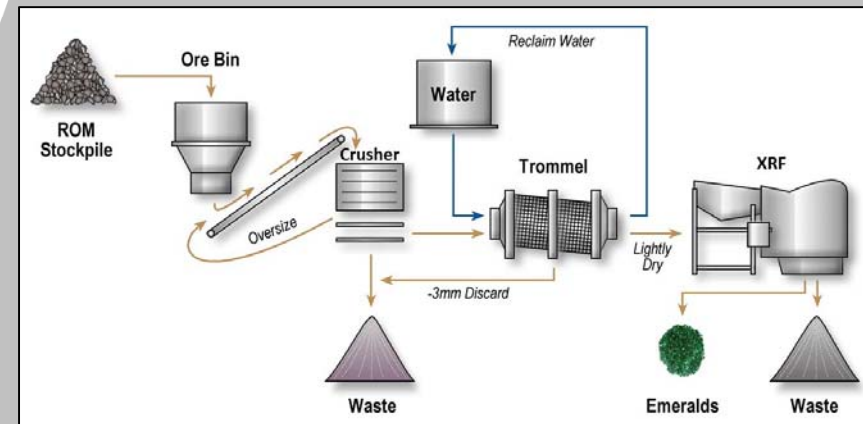 Reclaim Water
Ore Bin
Water
ROM
Stockpile
Crusher
Trommel
XRF
Oversize
Lightly
Dry
-3mm Discard
Waste
Emeralds
Waste